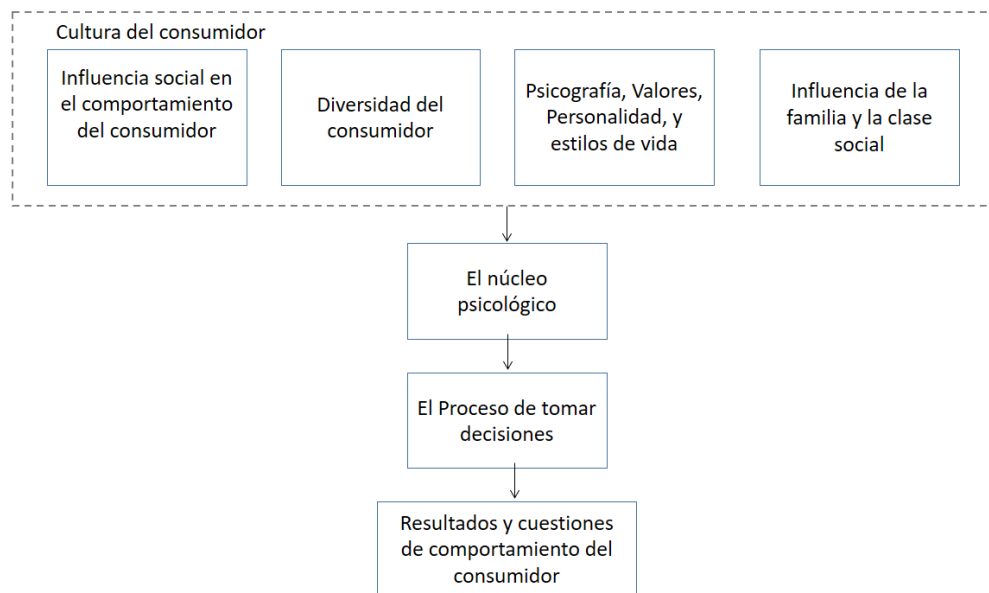 Cultura del consumidor
Influencia social en
el comportamiento
del consumidor
Diversidad del
consumidor
Psicografía, Valores,
Personalidad, y
estilos de vida
Influencia de la
familia y la clase
social
El núcleo
psicológico
El Proceso de tomar
decisiones
Resultados y cuestiones
de comportamiento del
consumidor